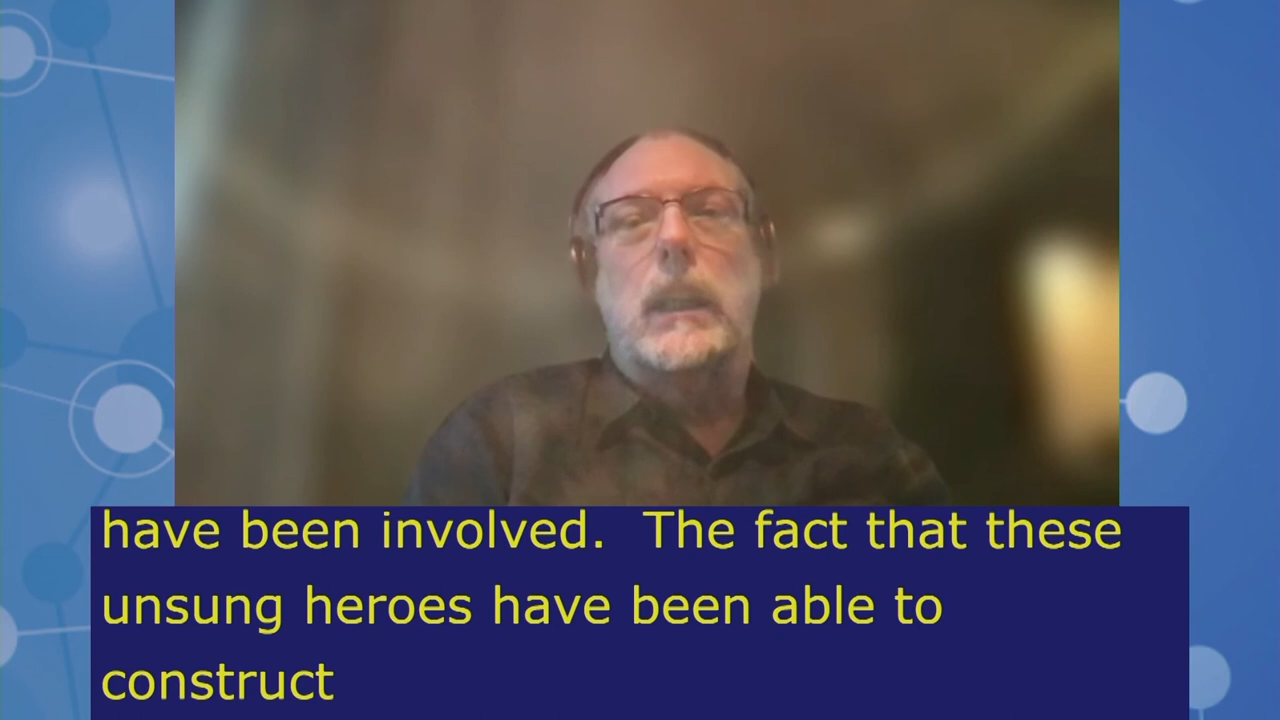 have been involved.  The fact that these
unsung heroes have been able to
construct